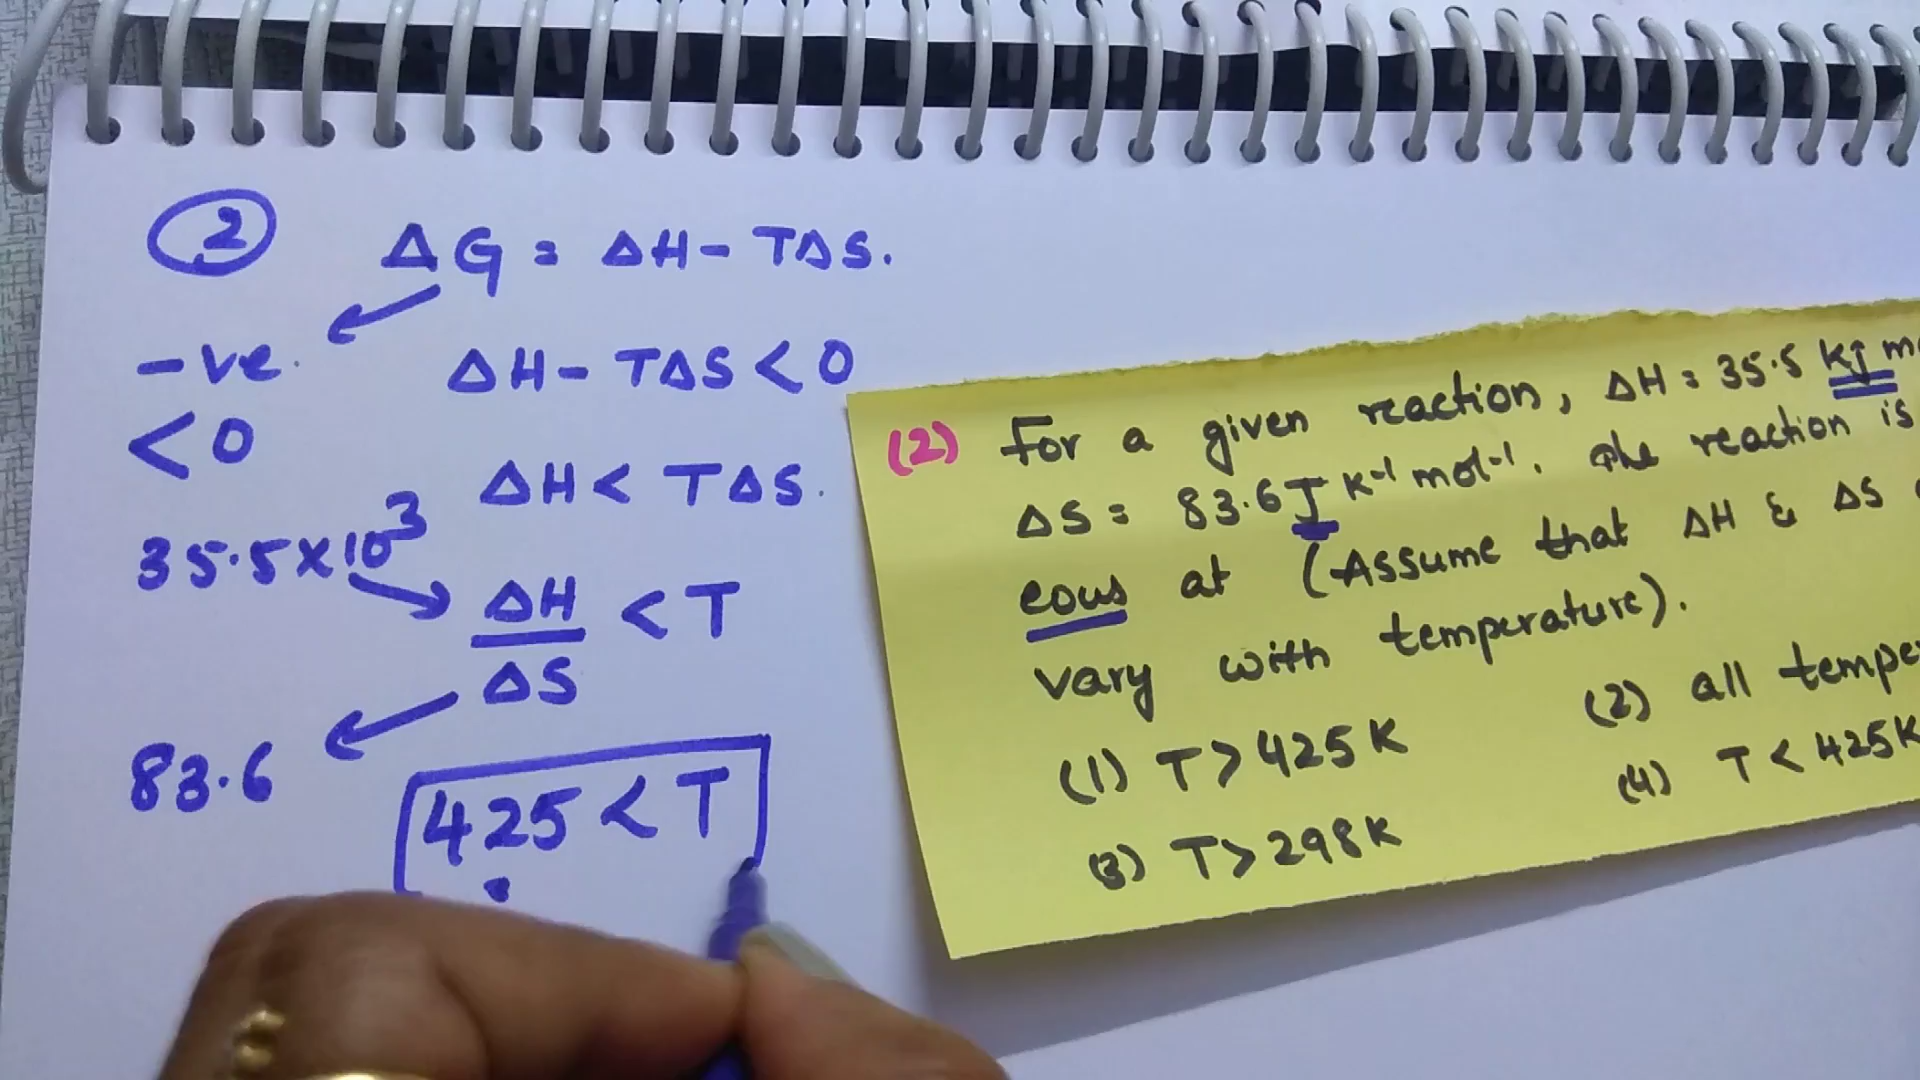 2
ΔG = ΔH - TΔS.
-ve.
<0
ΔH - TΔS < 0
ΔH < TΔS.
35.5×10³
ΔH/ΔS < T
83.6
425 < T
(2) For a given reaction, ΔH = 35.5 kJ
ΔS = 83.6 J K⁻¹ mol⁻¹. The reaction is
eous at (Assume that ΔH & ΔS
vary with temperature).
(1) T > 425 K (2) all
(3) T > 298 K (4) T < 425 K